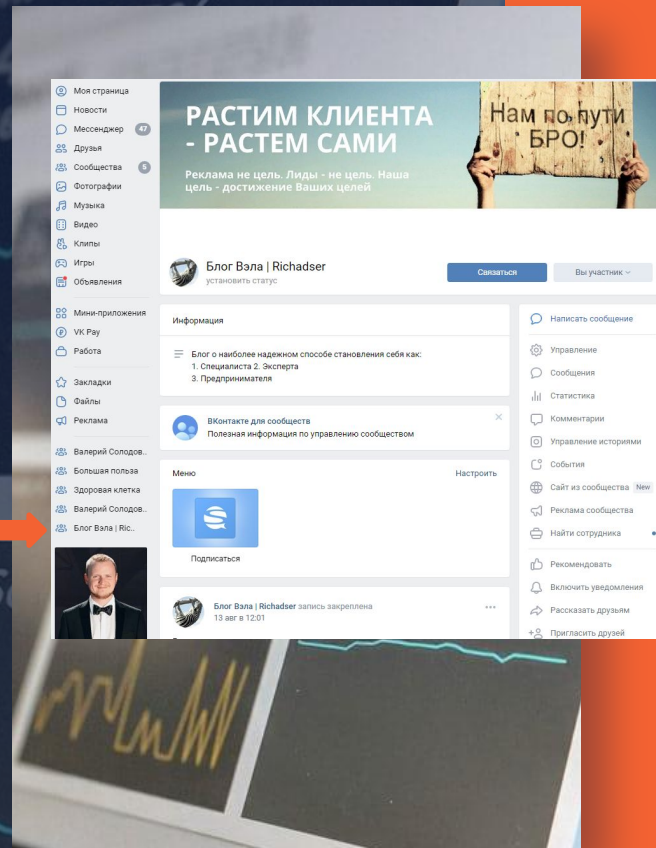 Моя страница
Новости
Мессенджер 47
Друзья
Сообщества 5
Фотографии
Музыка
Видео
Клипы
Игры
Объявления
Мини-приложения
VK Pay
Работа
Закладки
Файлы
Реклама
Валерий Солодов..
Большая польза
Здоровая клетка
Валерий Солодов..
Блог Вэла | Ric..
РАСТИМ КЛИЕНТА
- РАСТЕМ САМИ
Реклама не цель. Лиды - не цель. Наша
цель - достижение Ваших целей
Нам по пути
БРО!
Блог Вэла | Richadser
установить статус
Связаться
Вы участник
Информация
Блог о наиболее надежном способе становления себя как:
1. Специалиста 2. Эксперта
3. Предпринимателя
ВКонтакте для сообществ
Полезная информация по управлению сообществом
Меню
Настроить
Подписаться
Блог Вэла | Richadser запись закреплена
13 авг в 12:01
Написать сообщение
Управление
Сообщения
Статистика
Комментарии
Управление историями
События
Сайт из сообщества New
Реклама сообщества
Найти сотрудника
Рекомендовать
Включить уведомления
Рассказать друзьям
Пригласить друзей